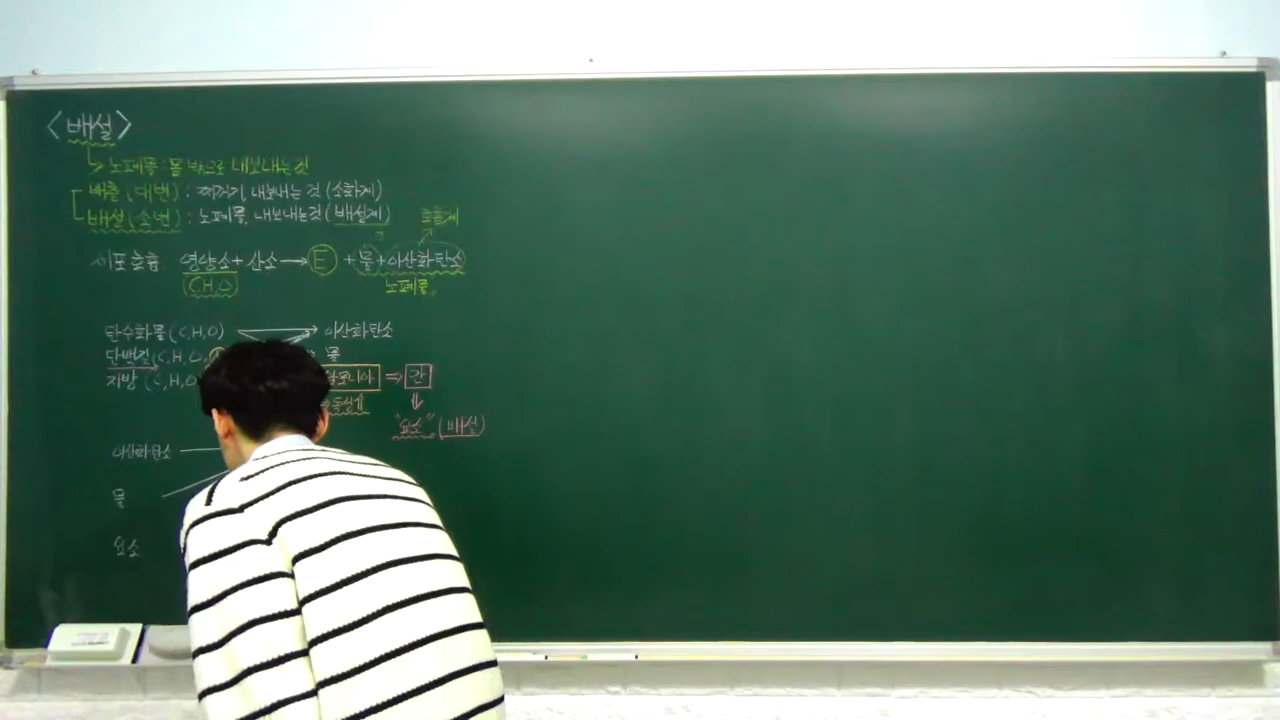 <배설>
↳ 노폐물 : 몸 밖으로 내보내는 것
배출 (대변) : 찌꺼기, 내보내는 것 (소화계)
배설 (소변) : 노폐물, 내보내는 것 (배설계) 호흡계
세포 호흡 영양소 + 산소 → E + 물 + 이산화탄소
(C,H,O) 노폐물
탄수화물 (C,H,O) → 이산화탄소
단백질 (C,H,O, 물
지방 (C,H,O 암모니아 ⇒ 간
독성 ⇓
"요소" (배설)
이산화탄소
물
요소